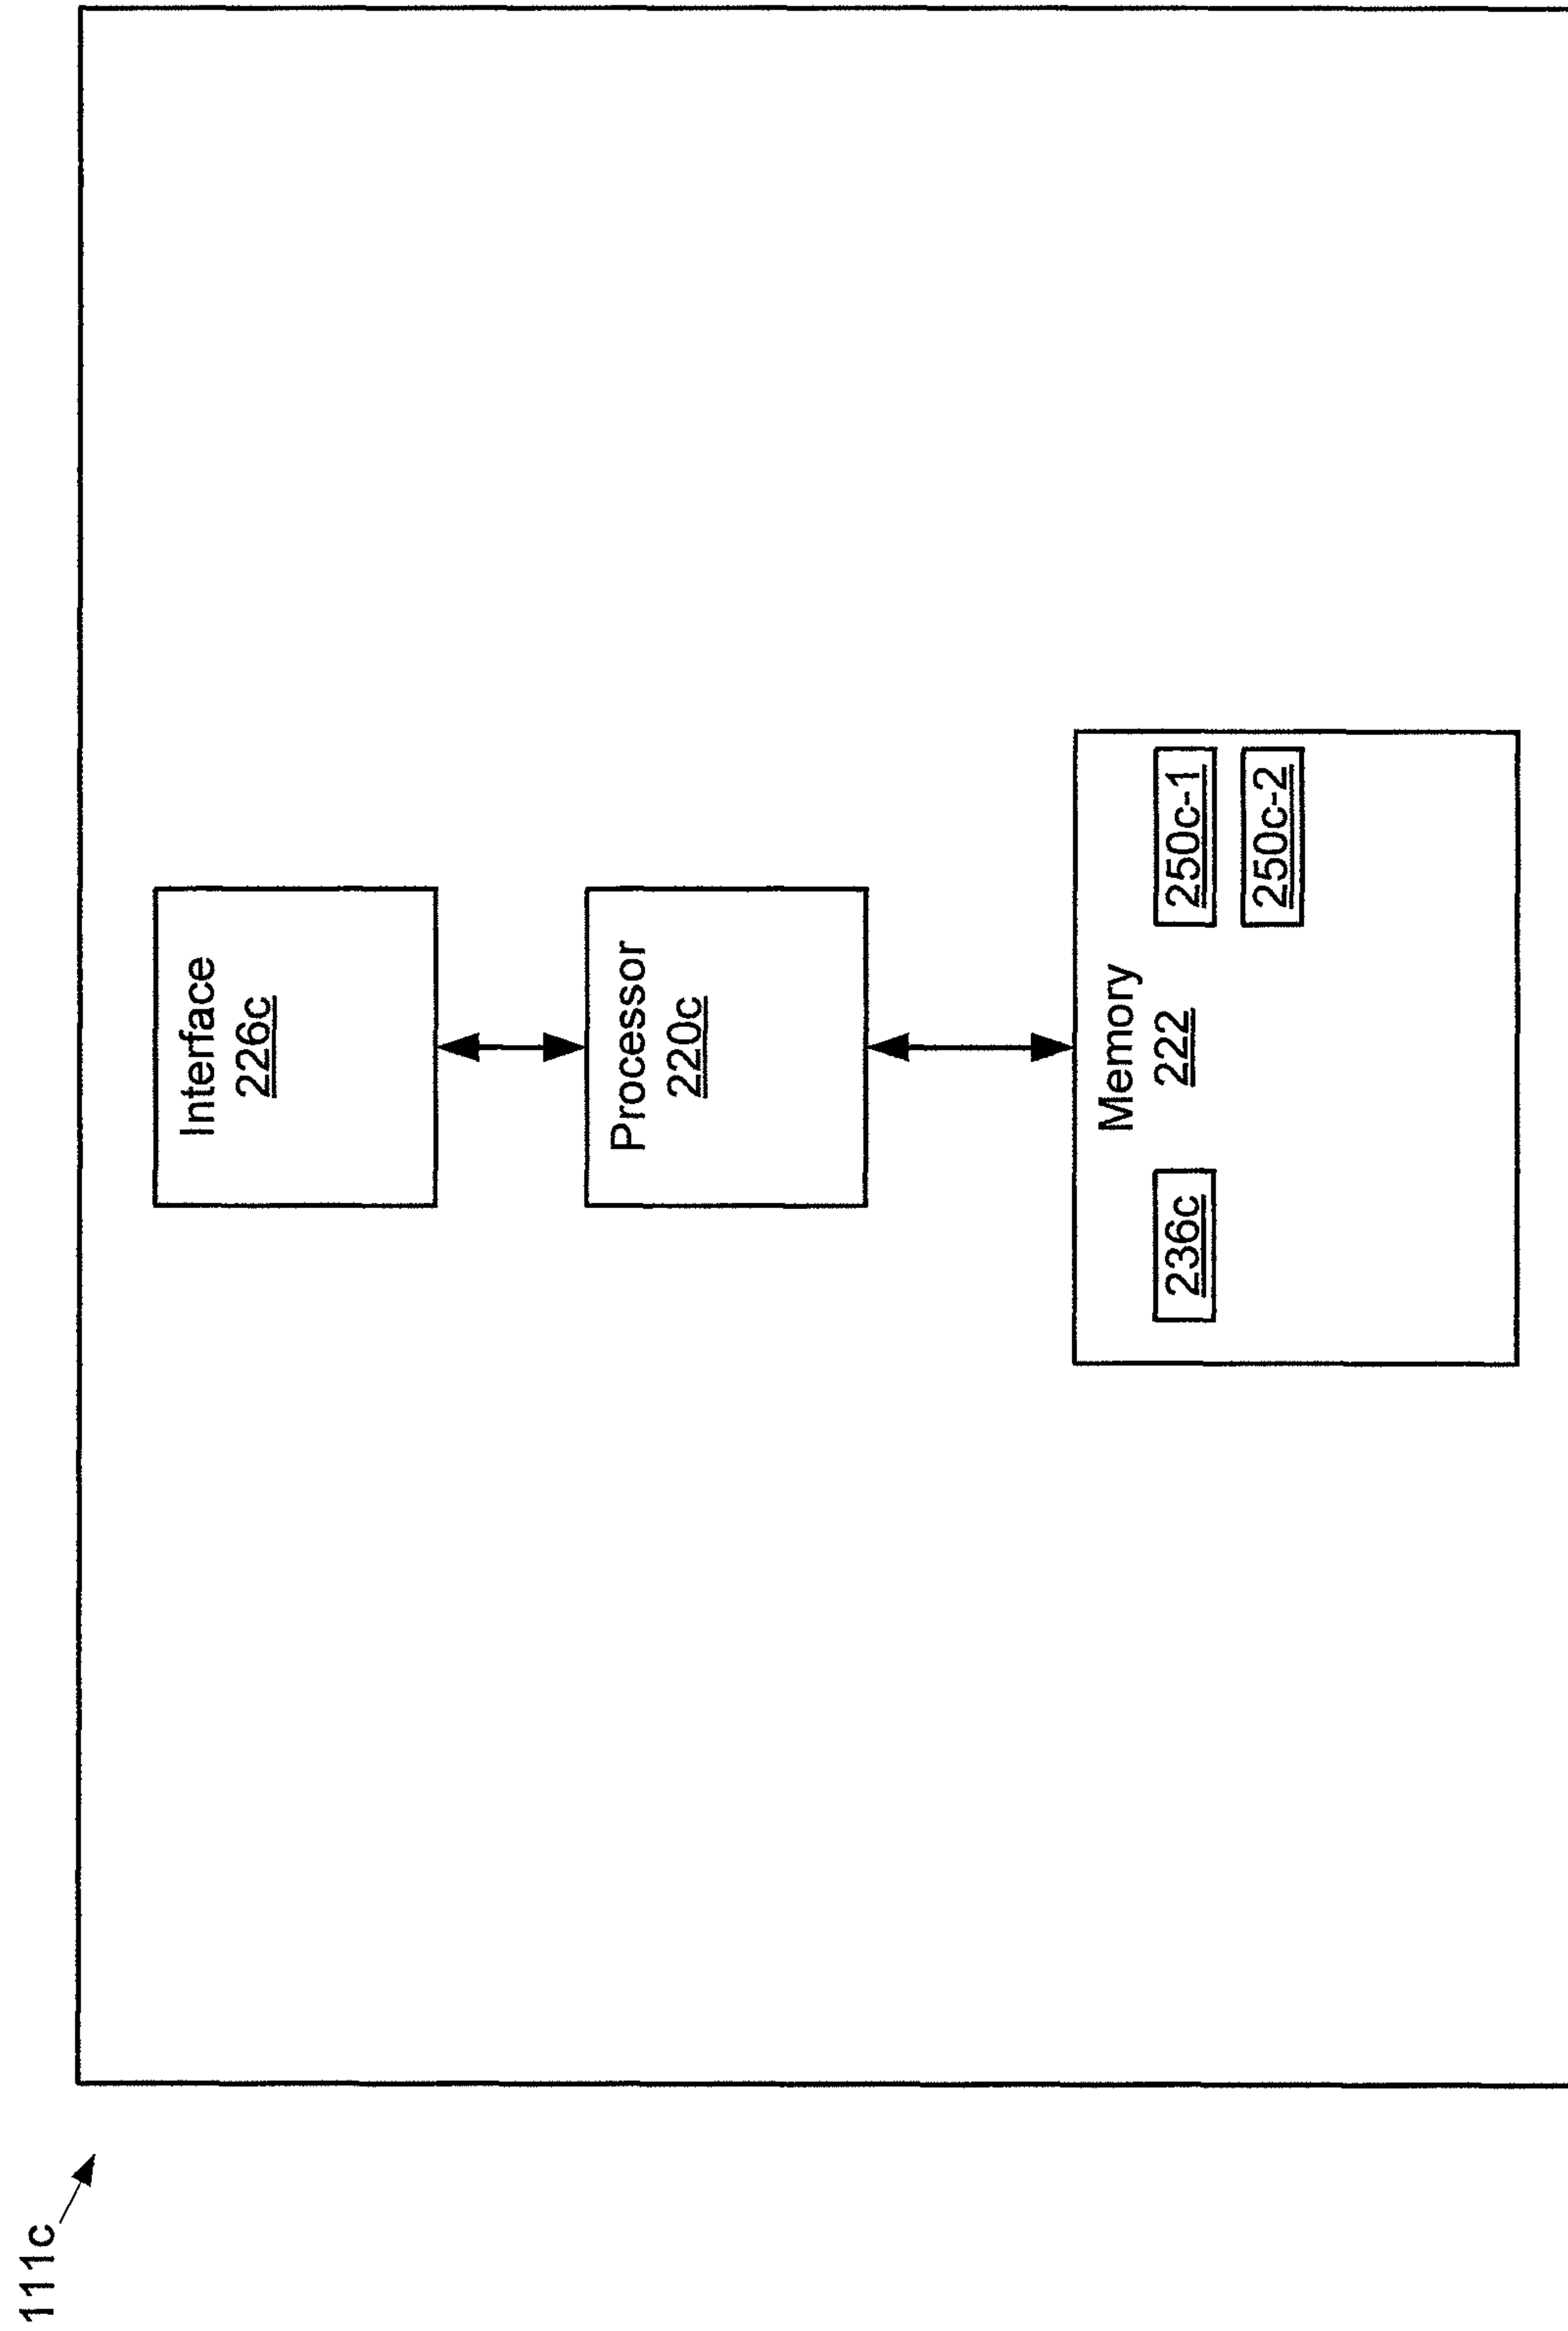 111c
Interface
226c
Processor
220c
Memory
222
236c
250c-1
250c-2